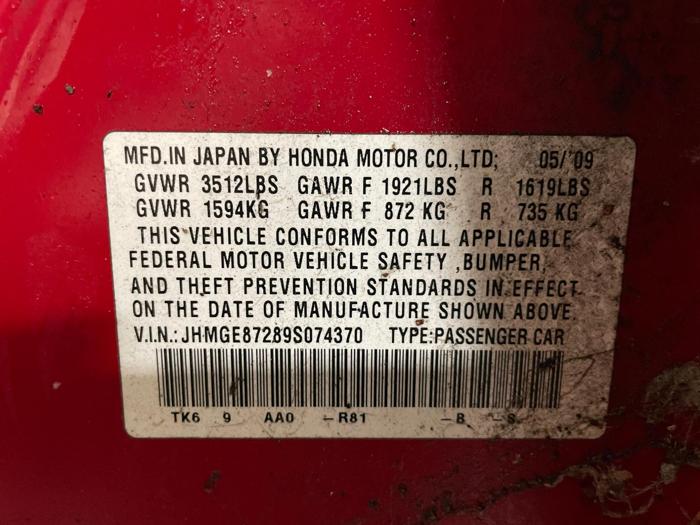 MFD.IN JAPAN BY HONDA MOTOR CO.,LTD; 05/'09
GVWR 3512LBS GAWR F 1921LBS R 1619LBS
GVWR 1594KG GAWR F 872 KG R 735 KG
THIS VEHICLE CONFORMS TO ALL APPLICABLE
FEDERAL MOTOR VEHICLE SAFETY ,BUMPER,
AND THEFT PREVENTION STANDARDS IN EFFECT
ON THE DATE OF MANUFACTURE SHOWN ABOVE.
V.I.N.: JHMGE87289S074370 TYPE:PASSENGER CAR
TK6 9 AA0 -R81 -B -S